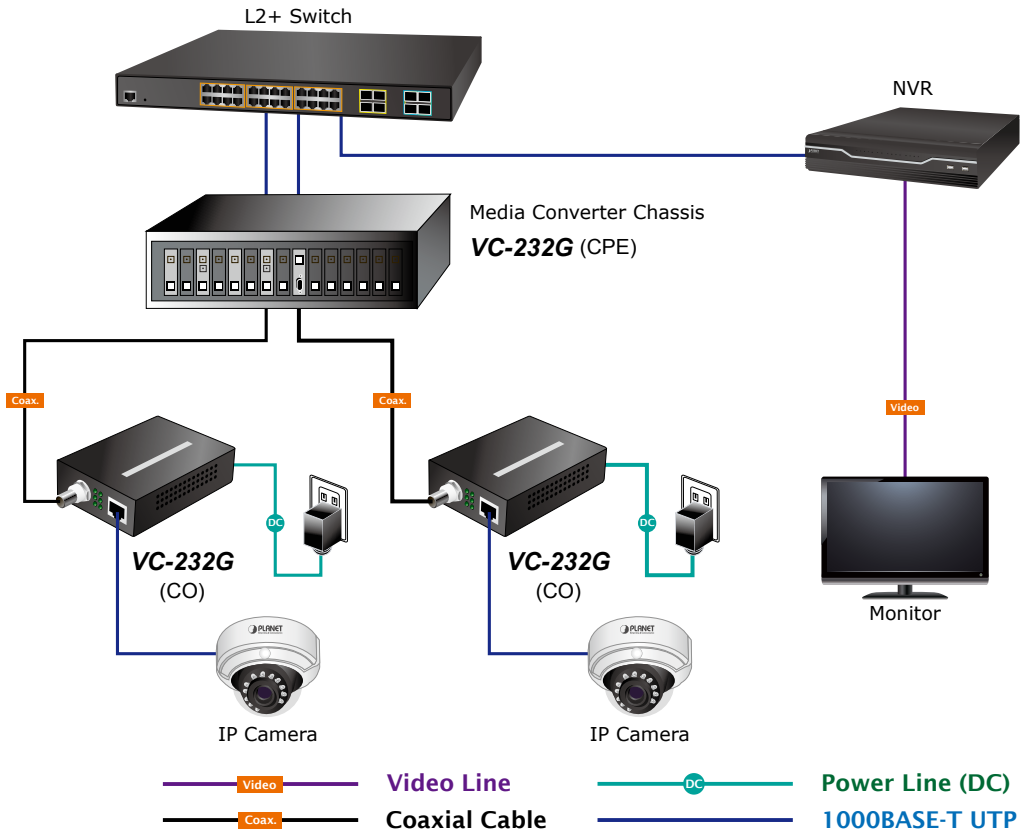 L2+ Switch
NVR
Media Converter Chassis
VC-232G (CPE)
Coax.
Coax.
Video
DC
DC
VC-232G
(CO)
VC-232G
(CO)
Monitor
PLANET
PLANET
IP Camera
IP Camera
Video
Video Line
DC
Power Line (DC)
Coax.
Coaxial Cable
1000BASE-T UTP